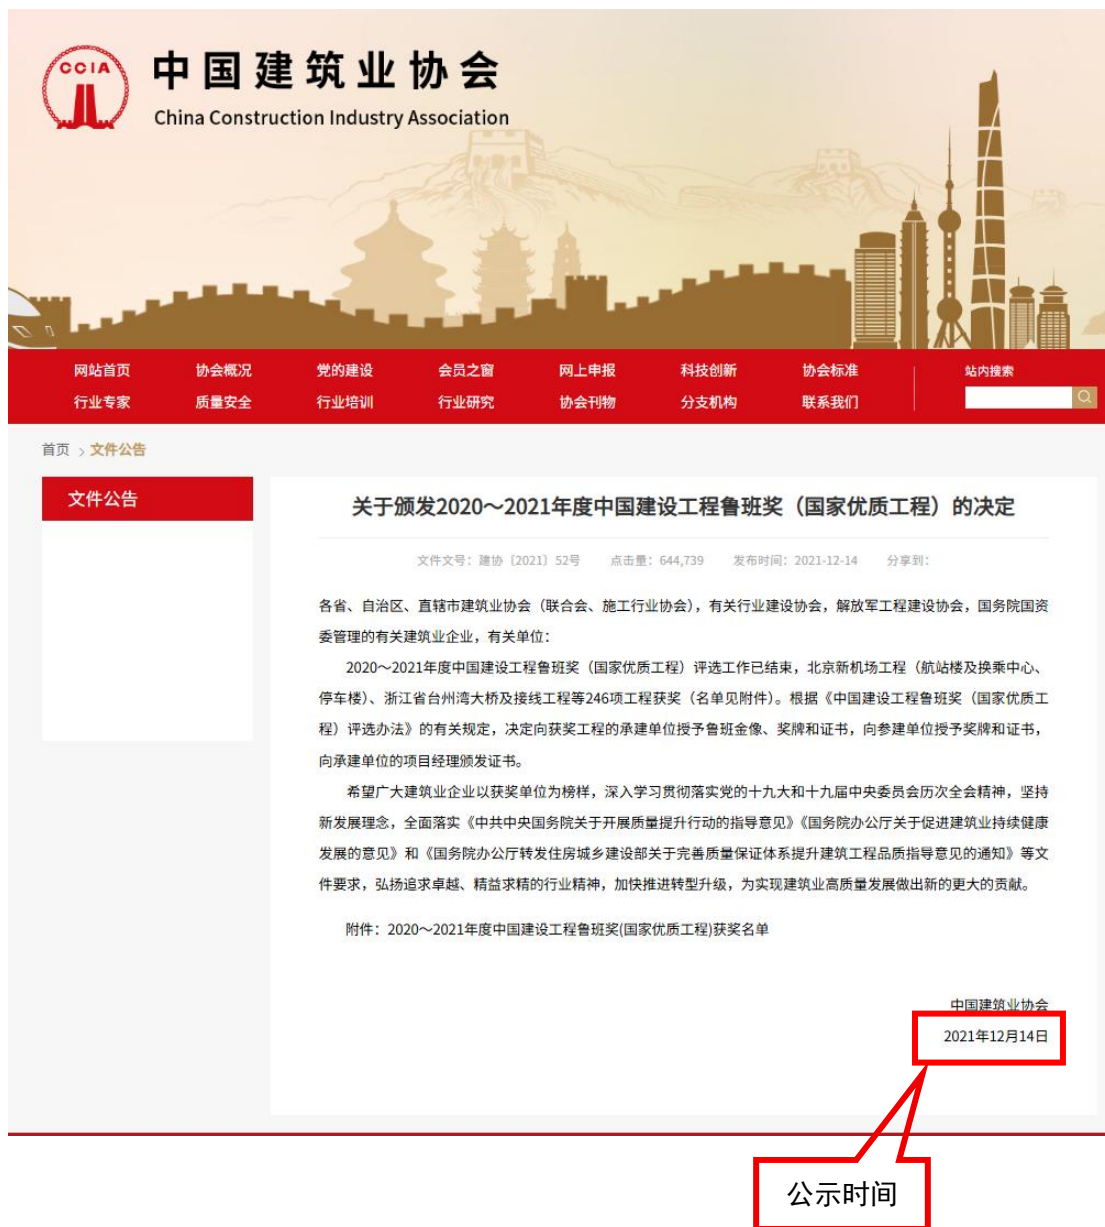 CCIA
中国建筑业协会
China Construction Industry Association
网站首页 协会概况 党的建设 会员之窗 网上申报 科技创新 协会标准 站内搜索
行业专家 质量安全 行业培训 行业研究 协会刊物 分支机构 联系我们
首页 > 文件公告
文件公告
关于颁发2020～2021年度中国建设工程鲁班奖（国家优质工程）的决定
文件文号：建协〔2021〕52号 点击量：644,739 发布时间：2021-12-14 分享到：
各省、自治区、直辖市建筑业协会（联合会、施工行业协会），有关行业建设协会，解放军工程建设协会，国务院国资
委管理的有关建筑业企业，有关单位：
2020～2021年度中国建设工程鲁班奖（国家优质工程）评选工作已结束，北京新机场工程（航站楼及换乘中心、
停车楼）、浙江省台州湾大桥及接线工程等246项工程获奖（名单见附件）。根据《中国建设工程鲁班奖（国家优质工
程）评选办法》的有关规定，决定向获奖工程的承建单位授予鲁班金像、奖牌和证书，向参建单位授予奖牌和证书，
向承建单位的项目经理颁发证书。
希望广大建筑业企业以获奖单位为榜样，深入学习贯彻落实党的十九大和十九届中央委员会历次全会精神，坚持
新发展理念，全面落实《中共中央国务院关于开展质量提升行动的指导意见》《国务院办公厅关于促进建筑业持续健康
发展的意见》和《国务院办公厅转发住房城乡建设部关于完善质量保证体系提升建筑工程品质指导意见的通知》等文
件要求，弘扬追求卓越、精益求精的行业精神，加快推进转型升级，为实现建筑业高质量发展做出新的更大的贡献。
附件：2020～2021年度中国建设工程鲁班奖(国家优质工程)获奖名单
中国建筑业协会
2021年12月14日
公示时间